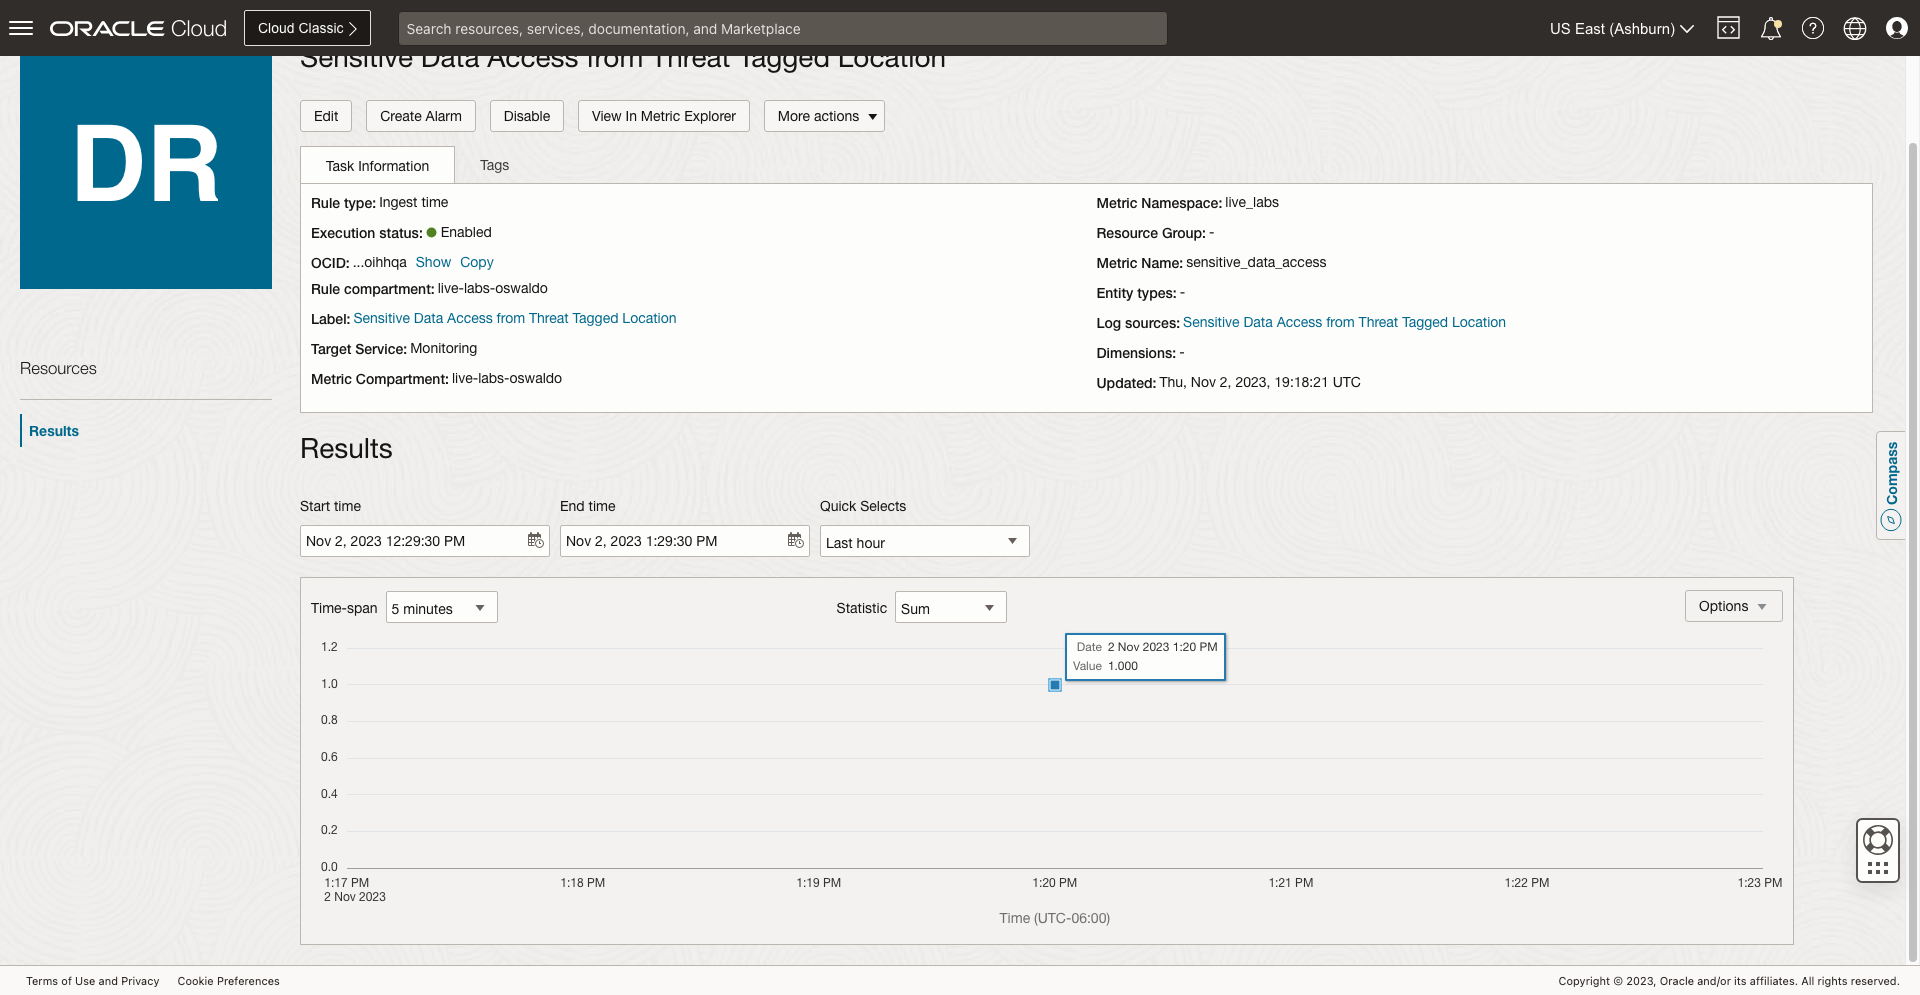 ORACLE Cloud
Cloud Classic
Search resources, services, documentation, and Marketplace
US East (Ashburn)
DR
Sensitive Data Access from Threat Tagged Location
Edit
Create Alarm
Disable
View In Metric Explorer
More actions
Task Information
Tags
Rule type: Ingest time
Execution status: Enabled
OCID: ...oihhqa Show Copy
Rule compartment: live-labs-oswaldo
Label: Sensitive Data Access from Threat Tagged Location
Target Service: Monitoring
Metric Compartment: live-labs-oswaldo
Metric Namespace: live_labs
Resource Group: -
Metric Name: sensitive_data_access
Entity types: -
Log sources: Sensitive Data Access from Threat Tagged Location
Dimensions: -
Updated: Thu, Nov 2, 2023, 19:18:21 UTC
Resources
Results
Compass
Results
Start time
End time
Quick Selects
Nov 2, 2023 12:29:30 PM
Nov 2, 2023 1:29:30 PM
Last hour
Time-span
5 minutes
Statistic
Sum
Options
Date 2 Nov 2023 1:20 PM
Value 1.000
1.2
1.0
0.8
0.6
0.4
0.2
0.0
1:17 PM
2 Nov 2023
1:18 PM
1:19 PM
1:20 PM
1:21 PM
1:22 PM
1:23 PM
Time (UTC-06:00)
Terms of Use and Privacy
Cookie Preferences
Copyright © 2023, Oracle and/or its affiliates. All rights reserved.